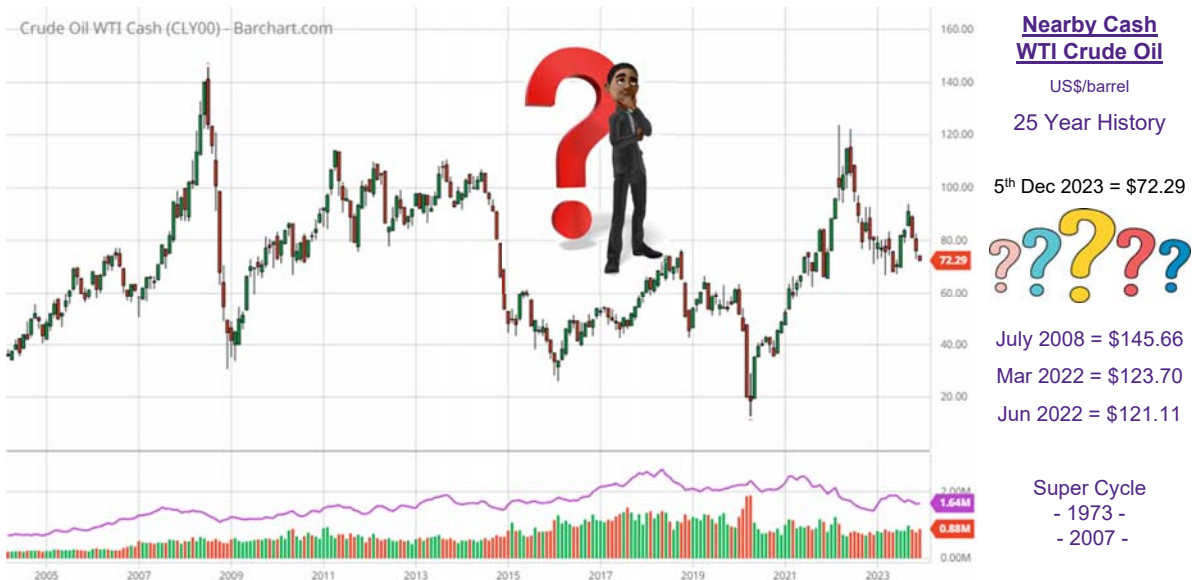 Crude Oil WTI Cash (CLY00) - Barchart.com
160.00
140.00
120.00
100.00
80.00
72.29
60.00
40.00
20.00
2.00M
1.64M
0.88M
0.00M
2005 2007 2009 2011 2013 2015 2017 2019 2021 2023
Nearby Cash
WTI Crude Oil
US$/barrel
25 Year History
5th Dec 2023 = $72.29
? ? ? ? ?
July 2008 = $145.66
Mar 2022 = $123.70
Jun 2022 = $121.11
Super Cycle
- 1973 -
- 2007 -
?